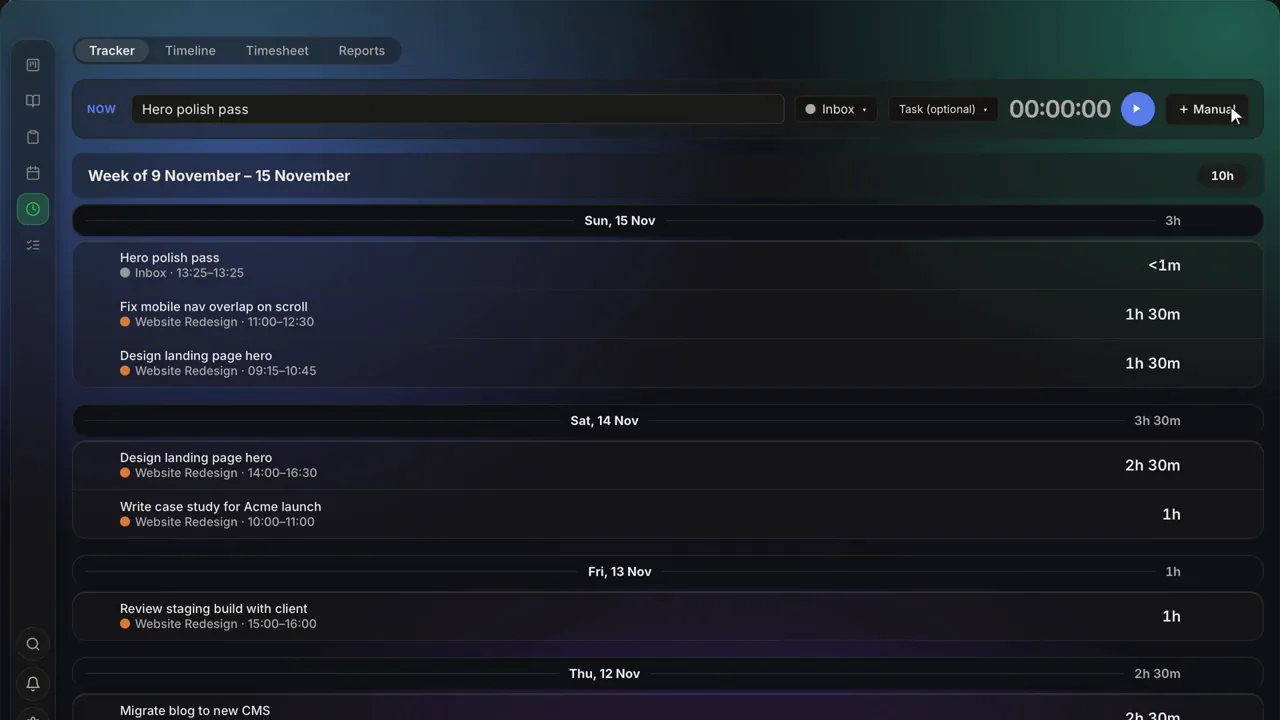 Tracker Timeline Timesheet Reports
NOW Hero polish pass Inbox Task (optional) 00:00:00 + Manual
Week of 9 November – 15 November 10h
Sun, 15 Nov 3h
Hero polish pass
Inbox · 13:25–13:25 <1m
Fix mobile nav overlap on scroll
Website Redesign · 11:00–12:30 1h 30m
Design landing page hero
Website Redesign · 09:15–10:45 1h 30m
Sat, 14 Nov 3h 30m
Design landing page hero
Website Redesign · 14:00–16:30 2h 30m
Write case study for Acme launch
Website Redesign · 10:00–11:00 1h
Fri, 13 Nov 1h
Review staging build with client
Website Redesign · 15:00–16:00 1h
Thu, 12 Nov 2h 30m
Migrate blog to new CMS 2h 30m